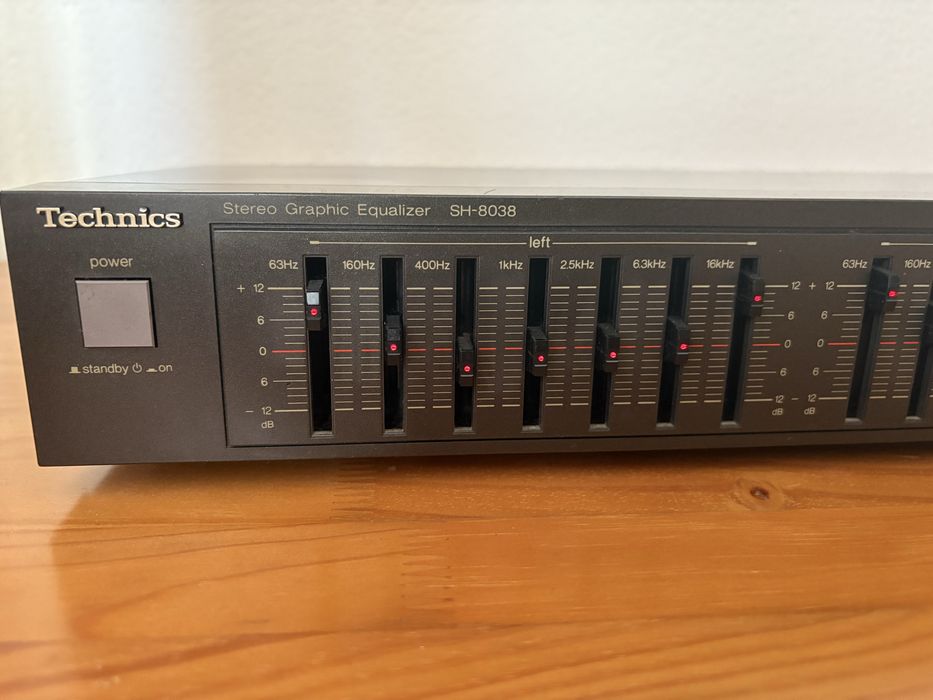 Technics
Stereo Graphic Equalizer SH-8038
power
standby on
left
63Hz 160Hz 400Hz 1kHz 2.5kHz 6.3kHz 16kHz 63Hz 160Hz
+ 12 12 + 12
6 6 6
0 0 0
6 6 6
- 12 12 - 12
dB dB dB